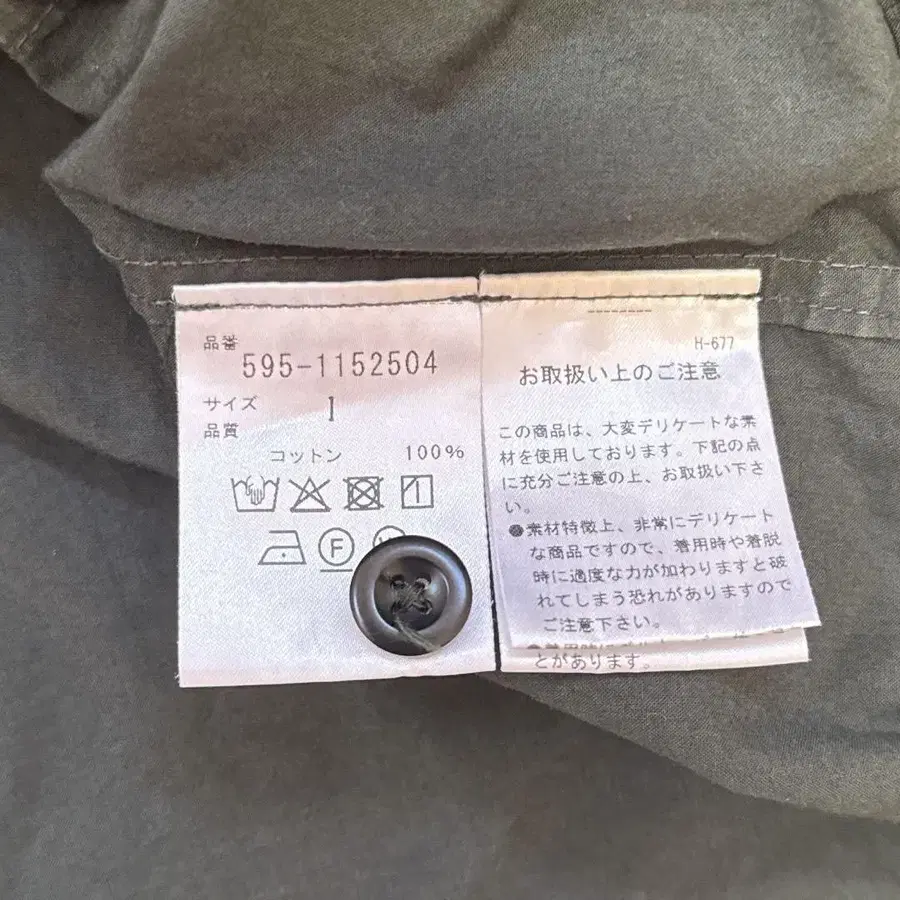 品番
595-1152504
サイズ 1
品質
コットン 100%
F
H-677
お取扱い上のご注意
この商品は、大変デリケートな素
材を使用しております。下記の点
に充分ご注意の上、お取扱い下さ
い。
●素材特徴上、非常にデリケート
な商品ですので、着用時や着脱
時に過度な力が加わりますと破
れてしまう恐れがありますので
ご注意下さい。
とがあります。